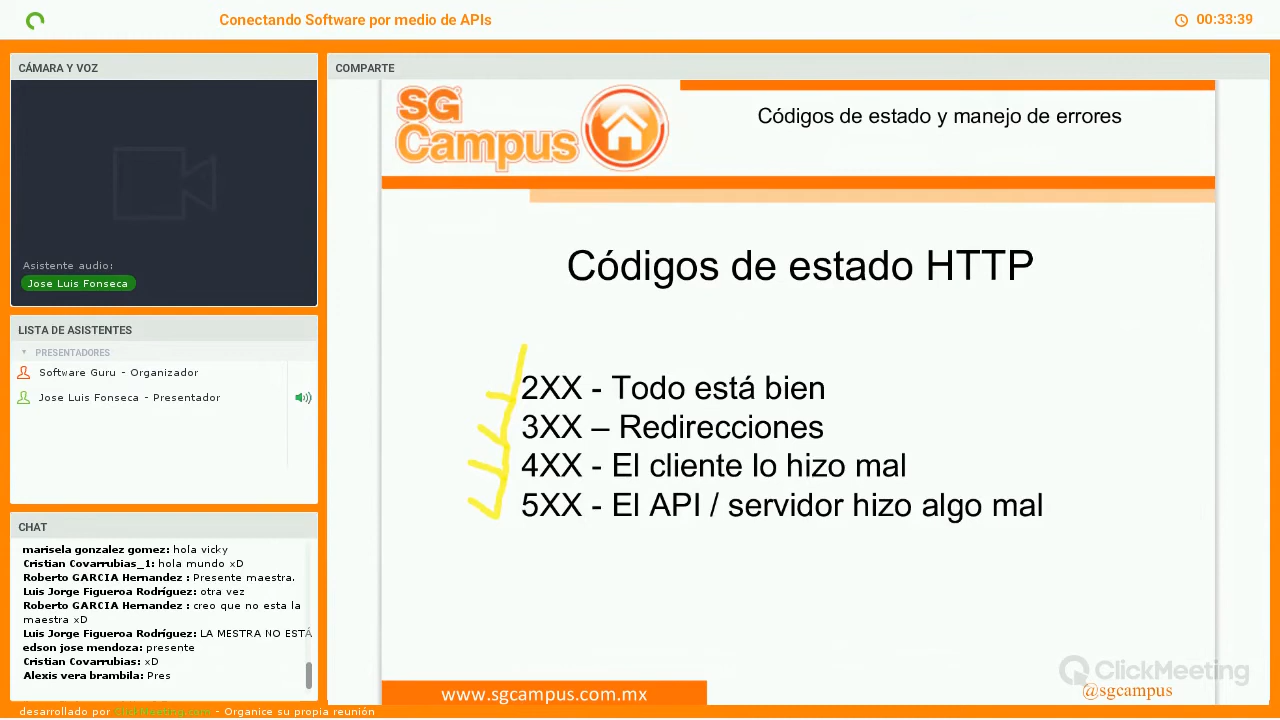 Conectando Software por medio de APIs
00:33:39
CÁMARA Y VOZ
Asistente audio:
Jose Luis Fonseca
LISTA DE ASISTENTES
PRESENTADORES
Software Guru - Organizador
Jose Luis Fonseca - Presentador
CHAT
marisela gonzalez gomez: hola vicky
Cristian Covarrubias_1: hola mundo xD
Roberto GARCIA Hernandez : Presente maestra.
Luis Jorge Figueroa Rodríguez: otra vez
Roberto GARCIA Hernandez : creo que no esta la
maestra xD
Luis Jorge Figueroa Rodríguez: LA MESTRA NO ESTÁ
edson jose mendoza: presente
Cristian Covarrubias: xD
Alexis vera brambila: Pres
COMPARTE
SG
Campus
Códigos de estado y manejo de errores
Códigos de estado HTTP
2XX - Todo está bien
3XX – Redirecciones
4XX - El cliente lo hizo mal
5XX - El API / servidor hizo algo mal
ClickMeeting
www.sgcampus.com.mx
@sgcampus
desarrollado por ClickMeeting.com - Organice su propia reunión